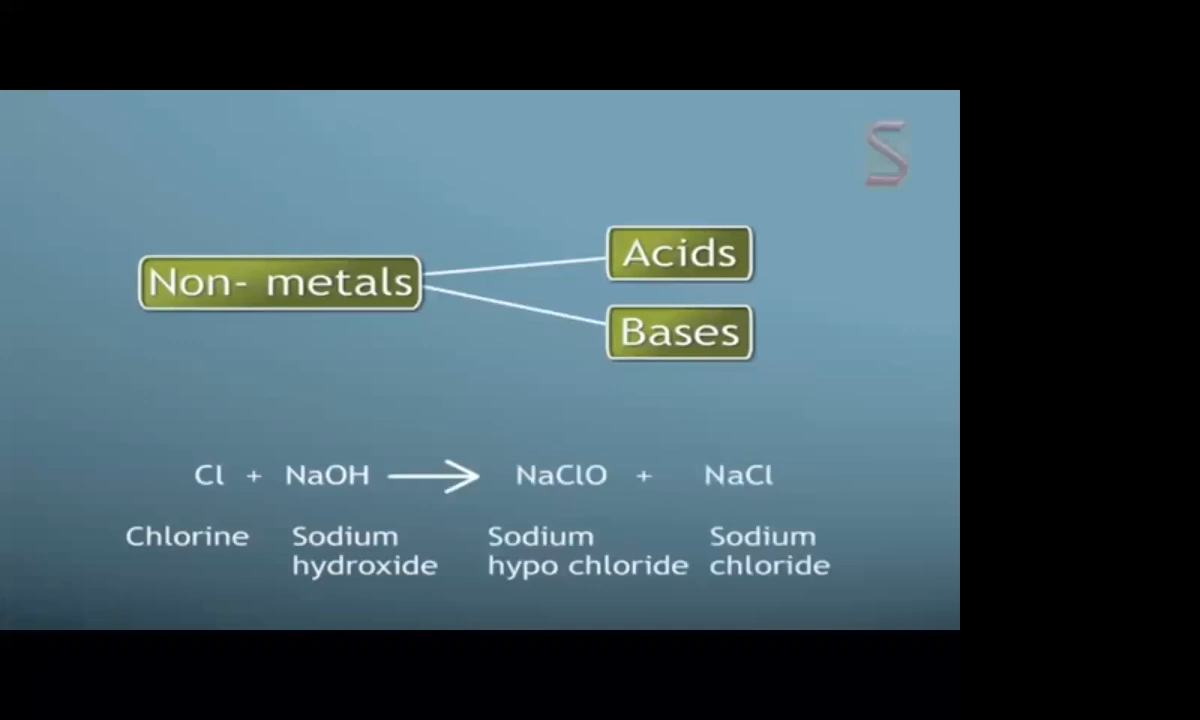 S
Non- metals
Acids
Bases
Cl + NaOH ⟶ NaClO + NaCl
Chlorine Sodium hydroxide Sodium hypo chloride Sodium chloride